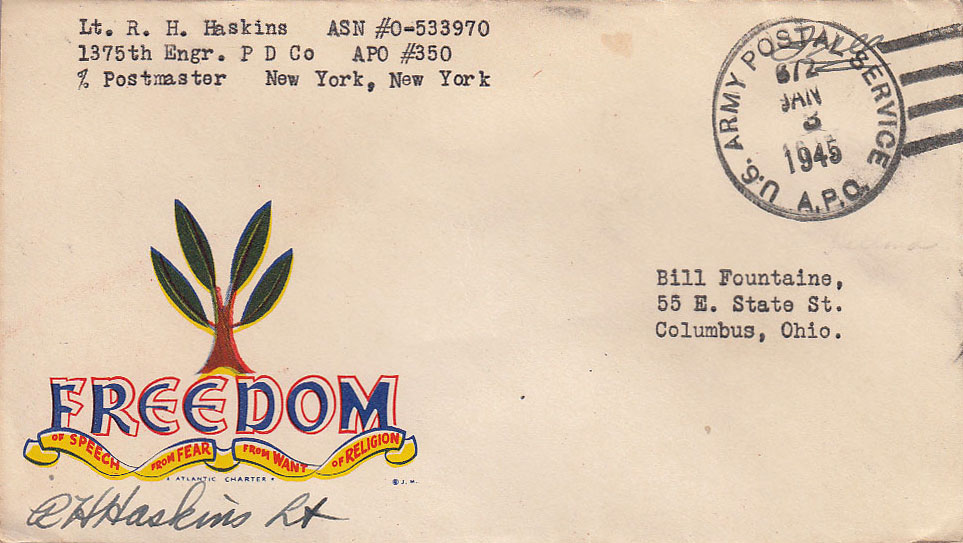 Lt. R. H. Haskins ASN #O-533970
1375th Engr. P D Co APO #350
% Postmaster New York, New York
U.S. ARMY POSTAL SERVICE
672
JAN
3
1945
A.P.O.
Bill Fountaine,
55 E. State St.
Columbus, Ohio.
FREEDOM
OF SPEECH FROM FEAR FROM WANT OF RELIGION
* ATLANTIC CHARTER *
© J.M.
R H Haskins Lt